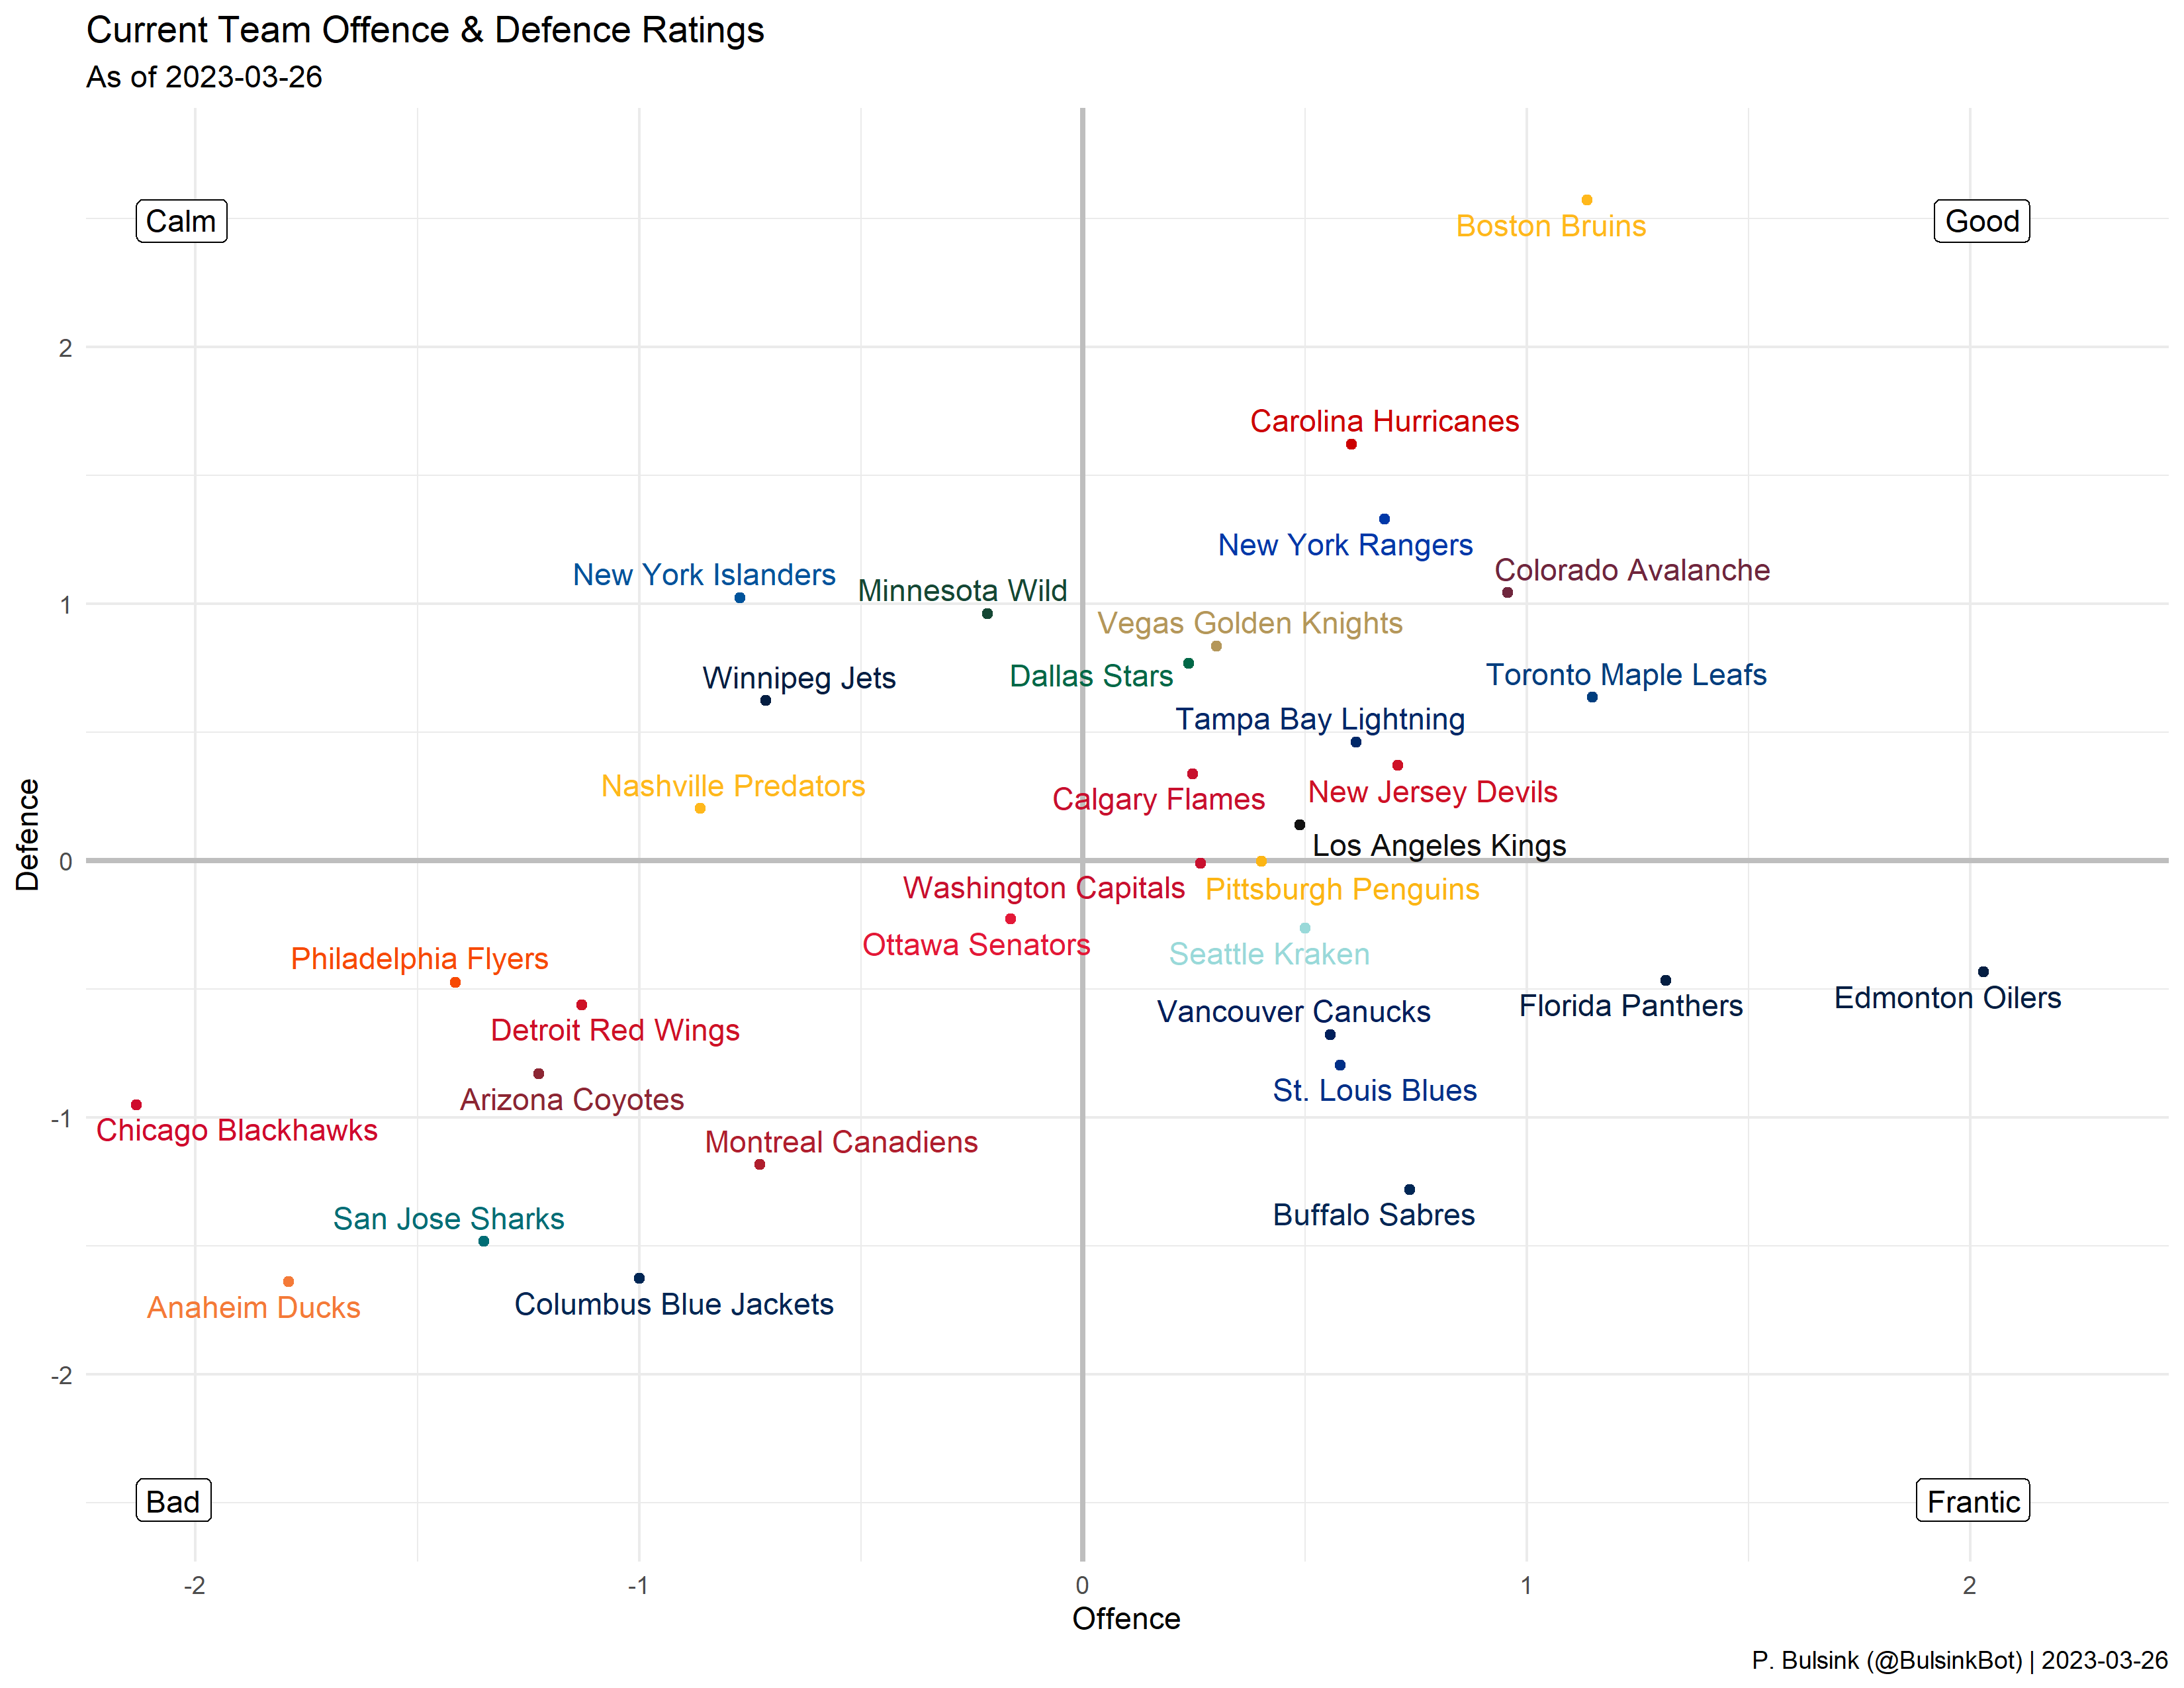 Current Team Offence & Defence Ratings
As of 2023-03-26
Calm
Good
Boston Bruins
2
Carolina Hurricanes
New York Rangers
Colorado Avalanche
New York Islanders
Minnesota Wild
1
Vegas Golden Knights
Dallas Stars
Toronto Maple Leafs
Winnipeg Jets
Tampa Bay Lightning
Nashville Predators
New Jersey Devils
Calgary Flames
Los Angeles Kings
Defence
0
Washington Capitals
Pittsburgh Penguins
Ottawa Senators
Seattle Kraken
Philadelphia Flyers
Edmonton Oilers
Florida Panthers
Vancouver Canucks
Detroit Red Wings
St. Louis Blues
Arizona Coyotes
-1
Chicago Blackhawks
Montreal Canadiens
Buffalo Sabres
San Jose Sharks
Columbus Blue Jackets
Anaheim Ducks
-2
Bad
Frantic
-2
-1
0
1
2
Offence
P. Bulsink (@BulsinkBot) | 2023-03-26